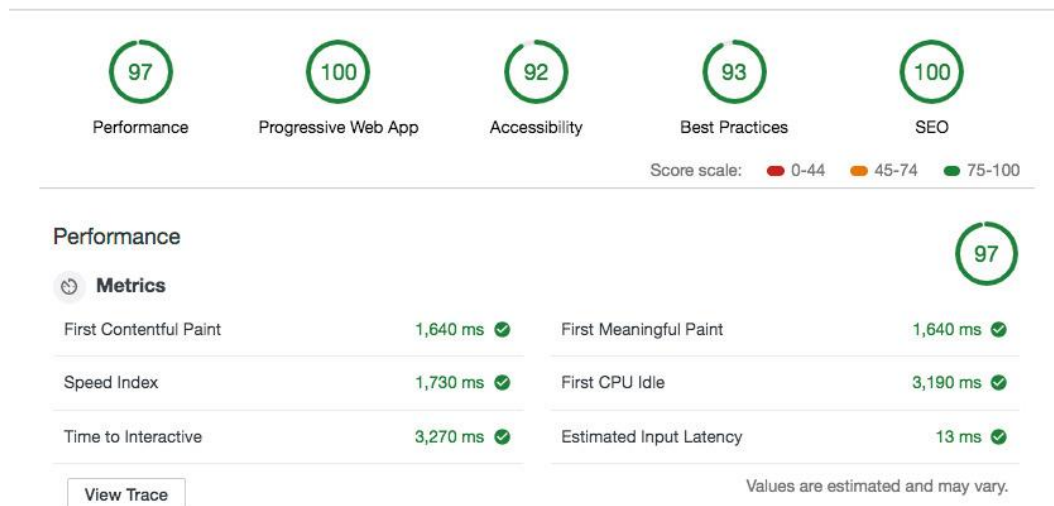 97 100 92 93 100
Performance Progressive Web App Accessibility Best Practices SEO
Score scale: 0-44 45-74 75-100
Performance
97
Metrics
First Contentful Paint 1,640 ms First Meaningful Paint 1,640 ms
Speed Index 1,730 ms First CPU Idle 3,190 ms
Time to Interactive 3,270 ms Estimated Input Latency 13 ms
View Trace Values are estimated and may vary.